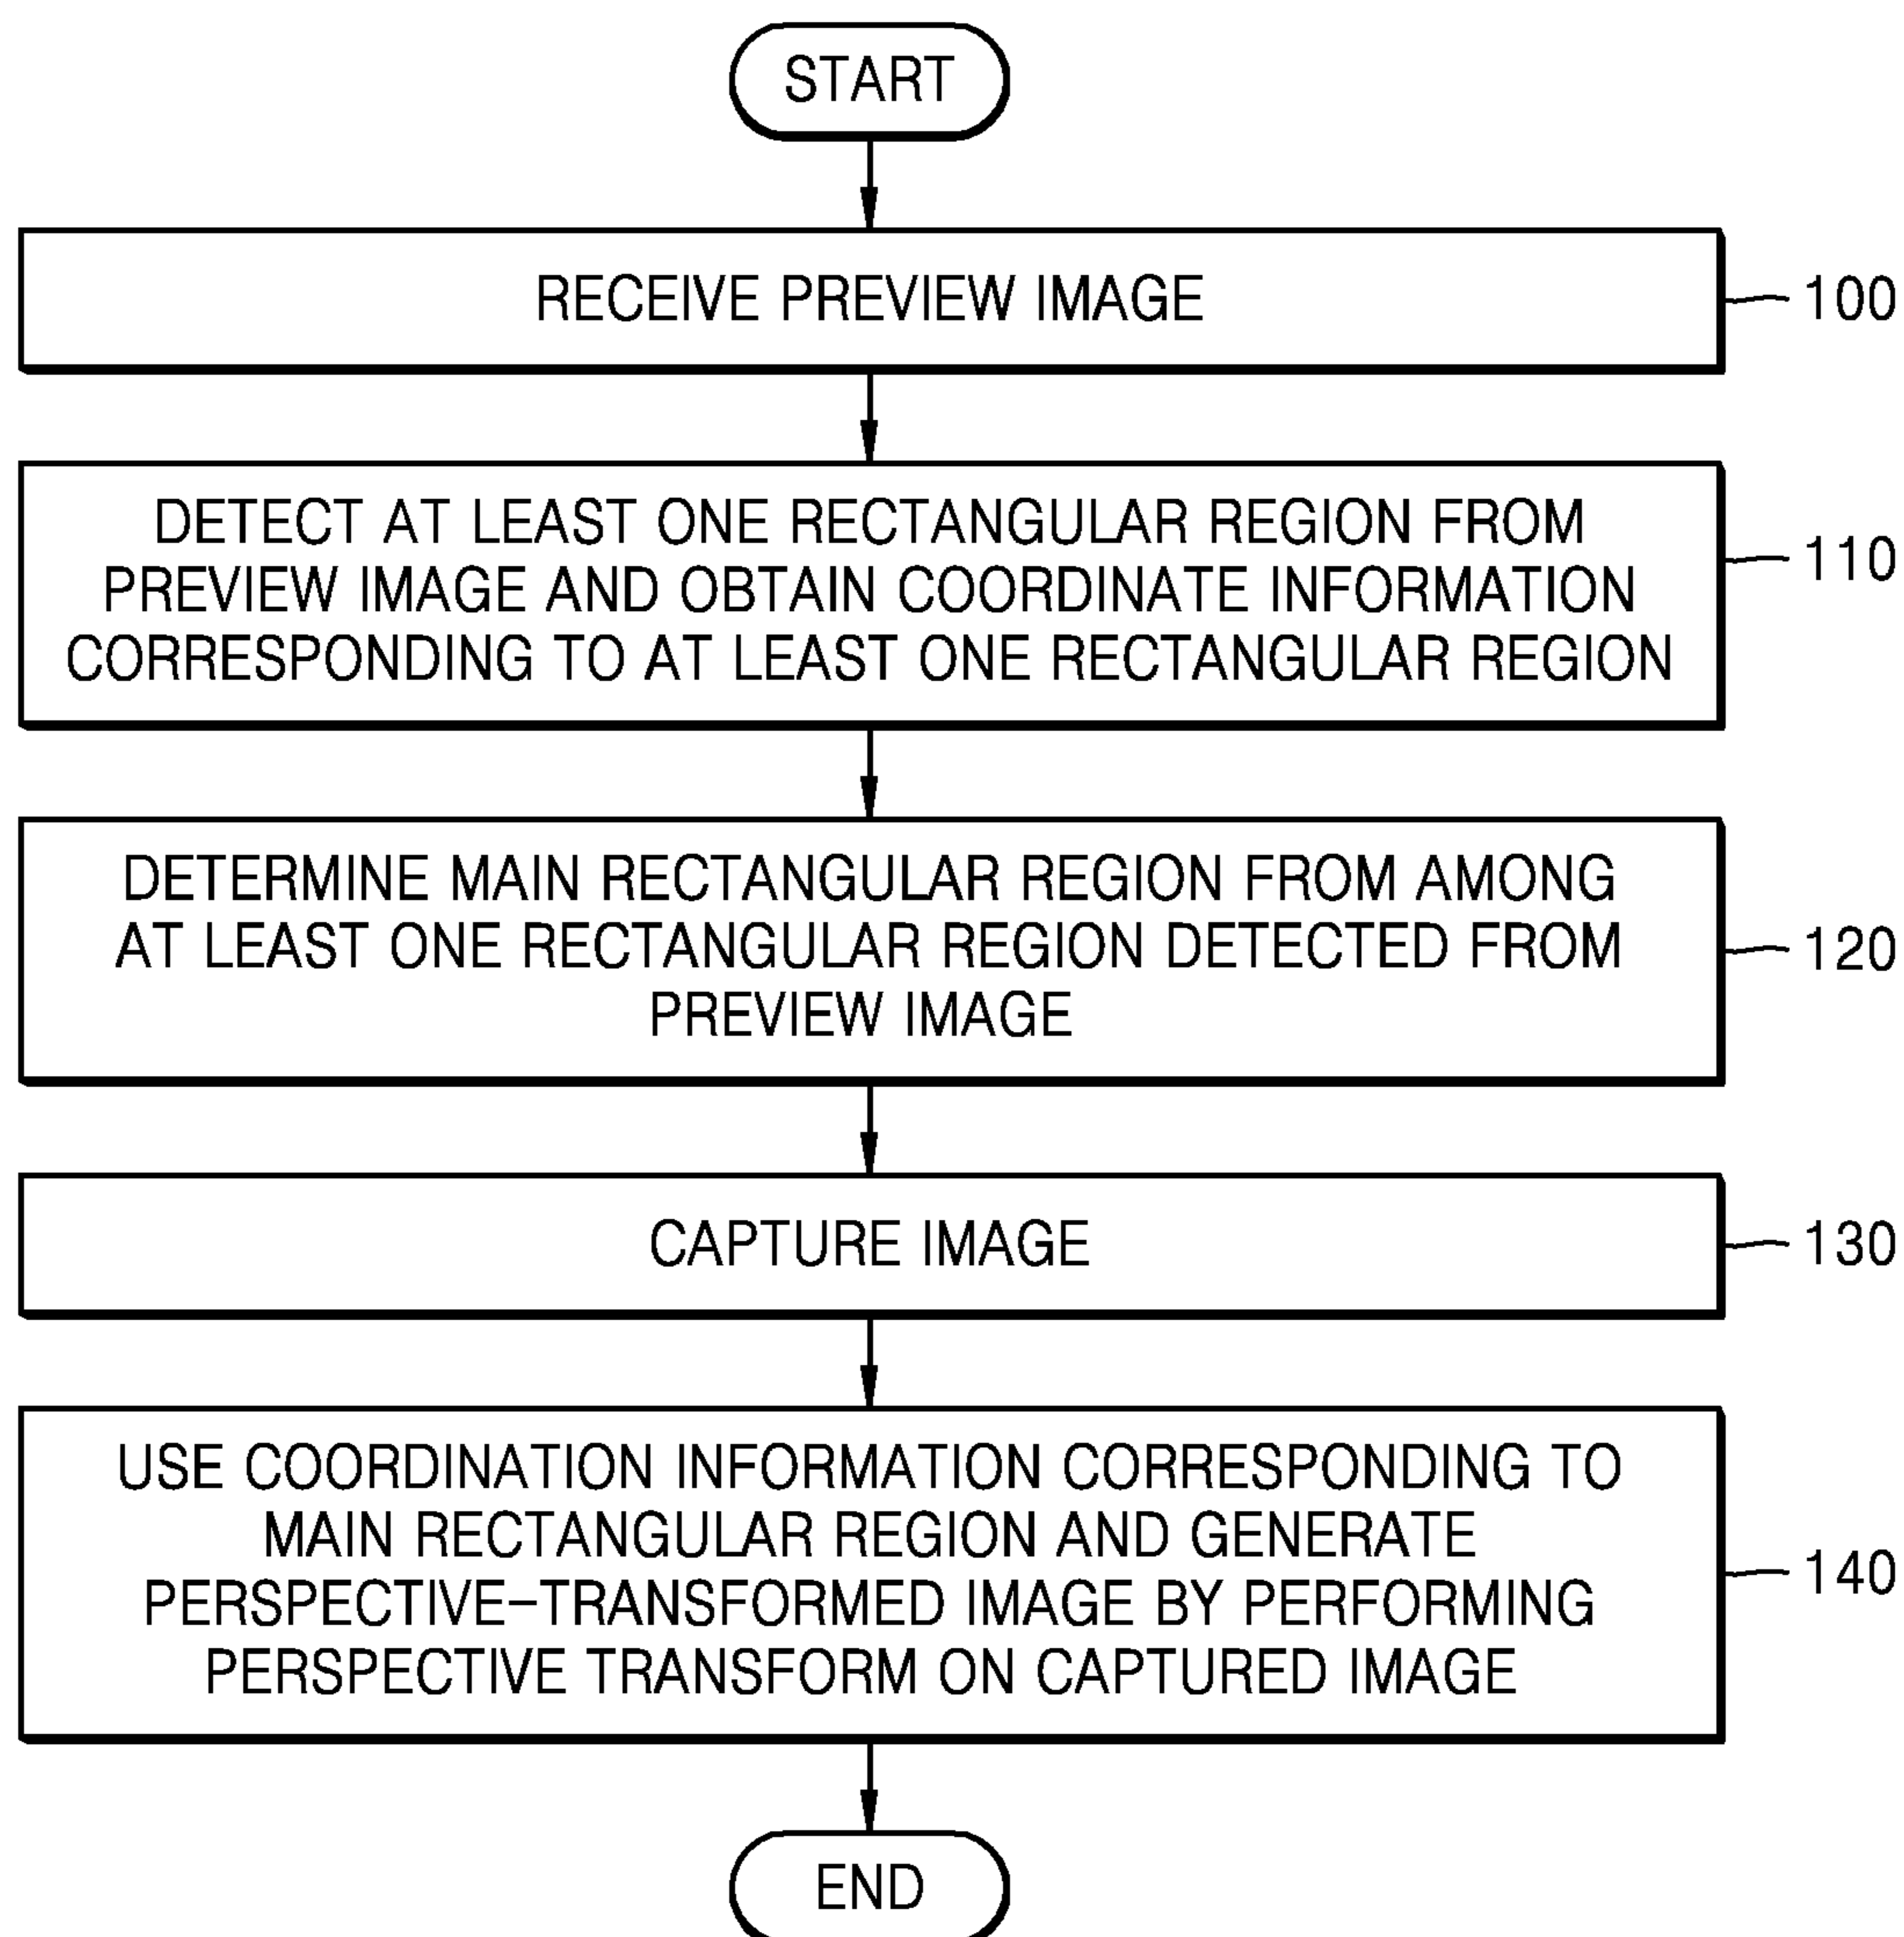 START
RECEIVE PREVIEW IMAGE
100
DETECT AT LEAST ONE RECTANGULAR REGION FROM
PREVIEW IMAGE AND OBTAIN COORDINATE INFORMATION
CORRESPONDING TO AT LEAST ONE RECTANGULAR REGION
110
DETERMINE MAIN RECTANGULAR REGION FROM AMONG
AT LEAST ONE RECTANGULAR REGION DETECTED FROM
PREVIEW IMAGE
120
CAPTURE IMAGE
130
USE COORDINATION INFORMATION CORRESPONDING TO
MAIN RECTANGULAR REGION AND GENERATE
PERSPECTIVE-TRANSFORMED IMAGE BY PERFORMING
PERSPECTIVE TRANSFORM ON CAPTURED IMAGE
140
END